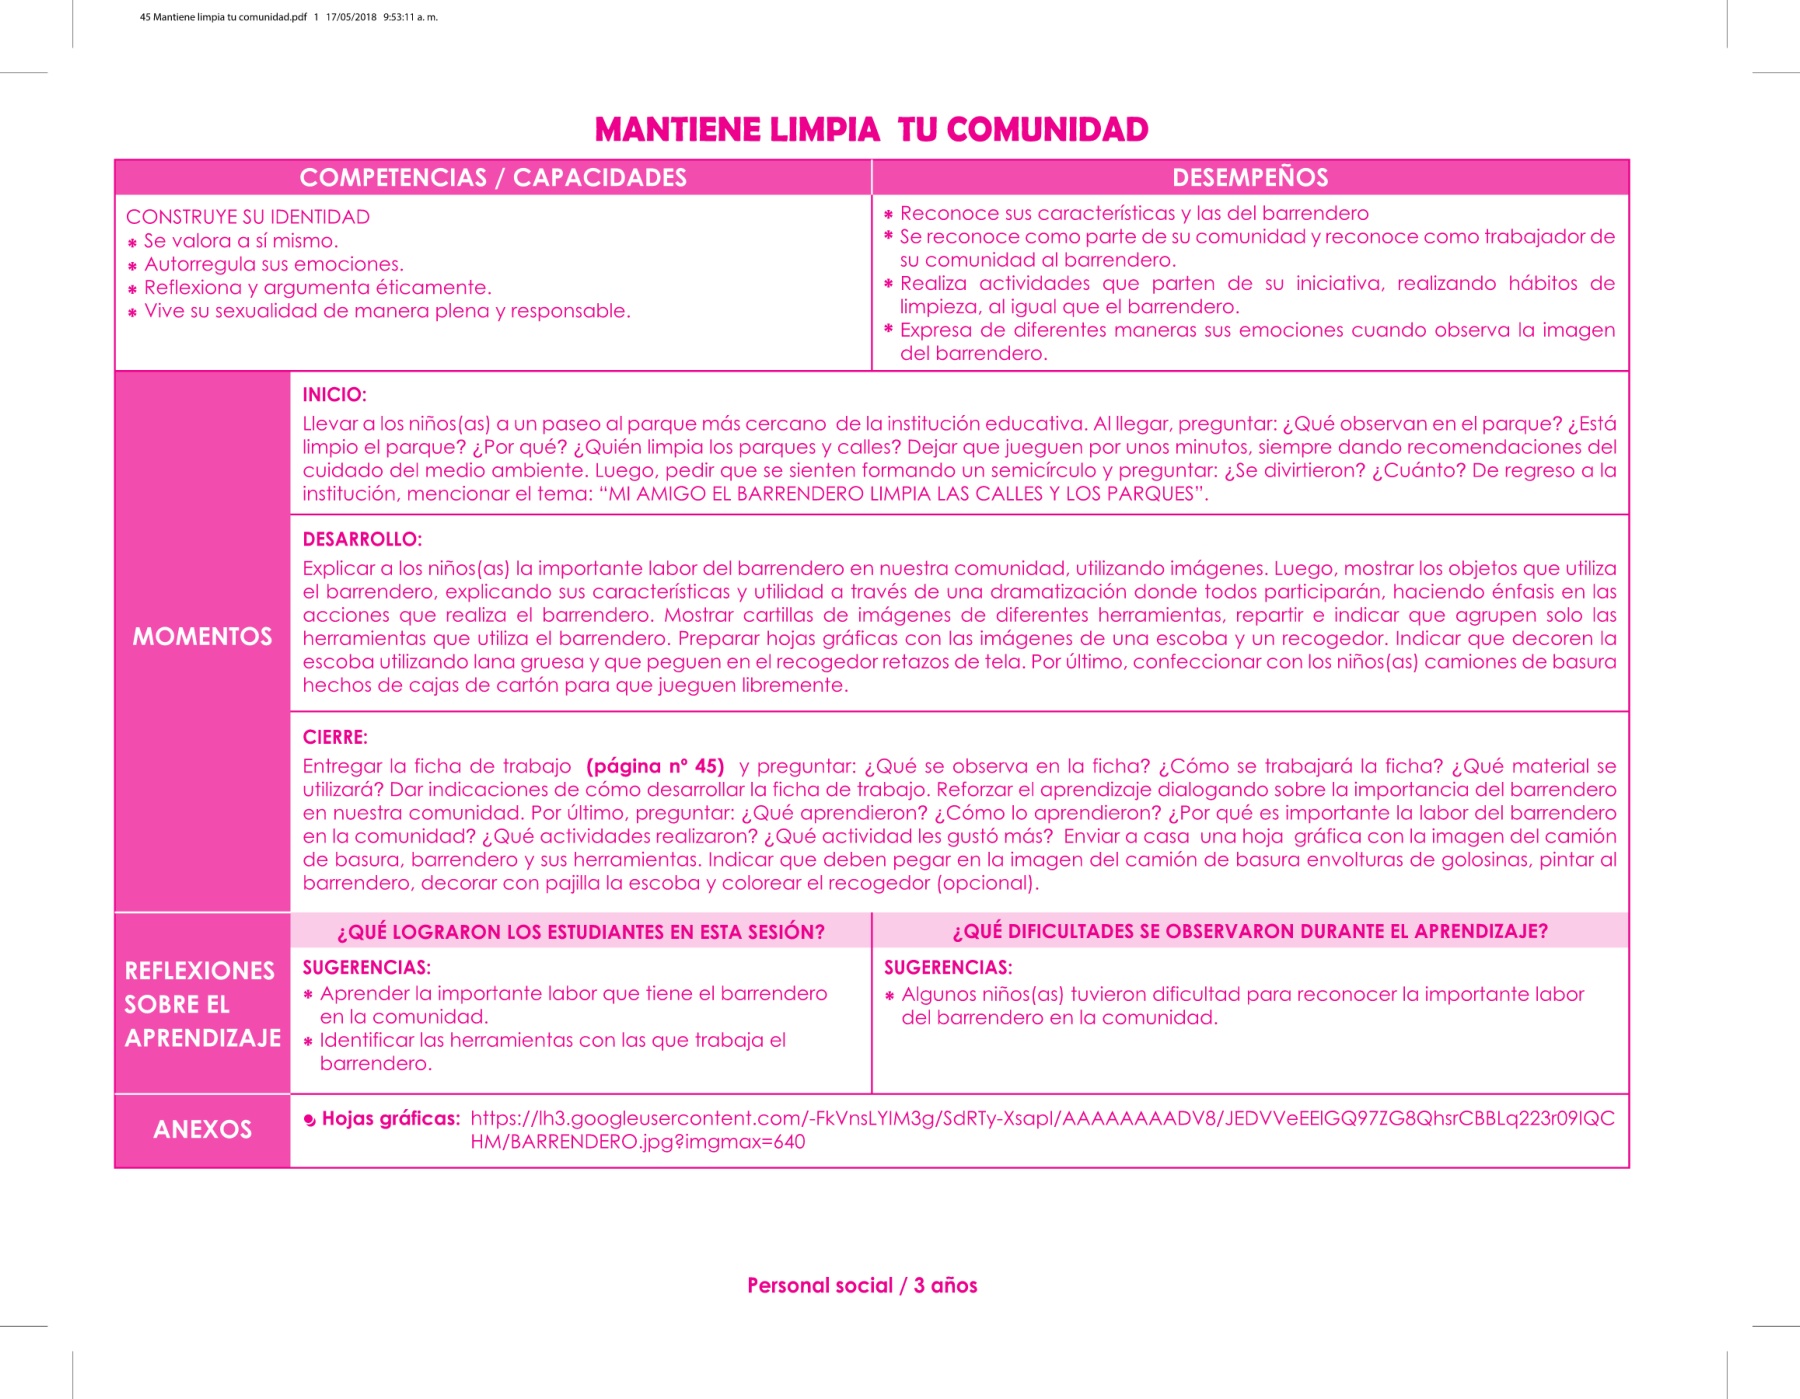 45 Mantiene limpia tu comunidad.pdf 1 17/05/2018 9:53:11 a. m.
MANTIENE LIMPIA TU COMUNIDAD
COMPETENCIAS / CAPACIDADES
DESEMPEÑOS
CONSTRUYE SU IDENTIDAD
* Se valora a sí mismo.
* Autorregula sus emociones.
* Reflexiona y argumenta éticamente.
* Vive su sexualidad de manera plena y responsable.
* Reconoce sus características y las del barrendero
* Se reconoce como parte de su comunidad y reconoce como trabajador de
su comunidad al barrendero.
* Realiza actividades que parten de su iniciativa, realizando hábitos de
limpieza, al igual que el barrendero.
* Expresa de diferentes maneras sus emociones cuando observa la imagen
del barrendero.
MOMENTOS
INICIO:
Llevar a los niños(as) a un paseo al parque más cercano de la institución educativa. Al llegar, preguntar: ¿Qué observan en el parque? ¿Está
limpio el parque? ¿Por qué? ¿Quién limpia los parques y calles? Dejar que jueguen por unos minutos, siempre dando recomendaciones del
cuidado del medio ambiente. Luego, pedir que se sienten formando un semicírculo y preguntar: ¿Se divirtieron? ¿Cuánto? De regreso a la
institución, mencionar el tema: “MI AMIGO EL BARRENDERO LIMPIA LAS CALLES Y LOS PARQUES”.
DESARROLLO:
Explicar a los niños(as) la importante labor del barrendero en nuestra comunidad, utilizando imágenes. Luego, mostrar los objetos que utiliza
el barrendero, explicando sus características y utilidad a través de una dramatización donde todos participarán, haciendo énfasis en las
acciones que realiza el barrendero. Mostrar cartillas de imágenes de diferentes herramientas, repartir e indicar que agrupen solo las
herramientas que utiliza el barrendero. Preparar hojas gráficas con las imágenes de una escoba y un recogedor. Indicar que decoren la
escoba utilizando lana gruesa y que peguen en el recogedor retazos de tela. Por último, confeccionar con los niños(as) camiones de basura
hechos de cajas de cartón para que jueguen libremente.
CIERRE:
Entregar la ficha de trabajo (página nº 45) y preguntar: ¿Qué se observa en la ficha? ¿Cómo se trabajará la ficha? ¿Qué material se
utilizará? Dar indicaciones de cómo desarrollar la ficha de trabajo. Reforzar el aprendizaje dialogando sobre la importancia del barrendero
en nuestra comunidad. Por último, preguntar: ¿Qué aprendieron? ¿Cómo lo aprendieron? ¿Por qué es importante la labor del barrendero
en la comunidad? ¿Qué actividades realizaron? ¿Qué actividad les gustó más? Enviar a casa una hoja gráfica con la imagen del camión
de basura, barrendero y sus herramientas. Indicar que deben pegar en la imagen del camión de basura envolturas de golosinas, pintar al
barrendero, decorar con pajilla la escoba y colorear el recogedor (opcional).
REFLEXIONES
SOBRE EL
APRENDIZAJE
¿QUÉ LOGRARON LOS ESTUDIANTES EN ESTA SESIÓN?
SUGERENCIAS:
* Aprender la importante labor que tiene el barrendero
en la comunidad.
* Identificar las herramientas con las que trabaja el
barrendero.
¿QUÉ DIFICULTADES SE OBSERVARON DURANTE EL APRENDIZAJE?
SUGERENCIAS:
* Algunos niños(as) tuvieron dificultad para reconocer la importante labor
del barrendero en la comunidad.
ANEXOS
Hojas gráficas: https://lh3.googleusercontent.com/-FkVnsLYIM3g/SdRTy-XsapI/AAAAAAAADV8/JEDVVeEEIGQ97ZG8QhsrCBBLq223r09IQC
HM/BARRENDERO.jpg?imgmax=640
Personal social / 3 años